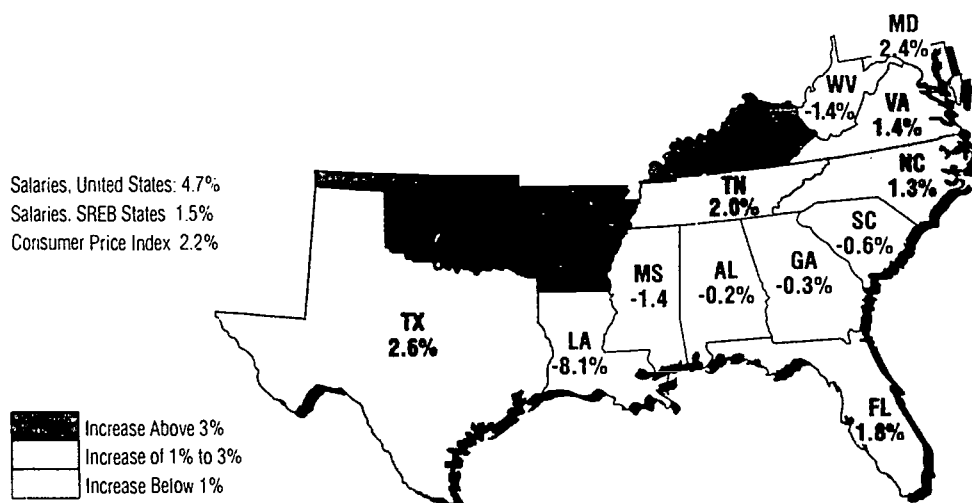 MD
2.4%
WV
-1.4%
VA
1.4%
NC
1.3%
TN
2.0%
SC
-0.6%
Salaries, United States: 4.7%
Salaries. SREB States 1.5%
Consumer Price Index 2.2%
MS
-1.4
AL
-0.2%
GA
-0.3%
TX
2.6%
LA
-8.1%
FL
1.8%
Increase Above 3%
Increase of 1% to 3%
Increase Below 1%